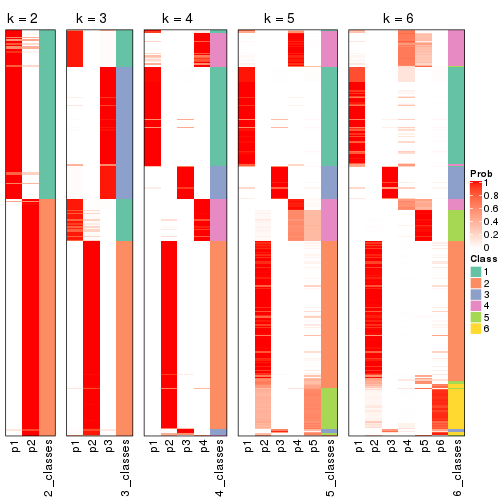 k = 2
k = 3
k = 4
k = 5
k = 6
Prob
1
0.8
0.6
0.4
0.2
0
Class
1
2
3
4
5
6
p1
p2
2_classes
p1
p2
p3
3_classes
p1
p2
p3
p4
4_classes
p1
p2
p3
p4
p5
5_classes
p1
p2
p3
p4
p5
p6
6_classes